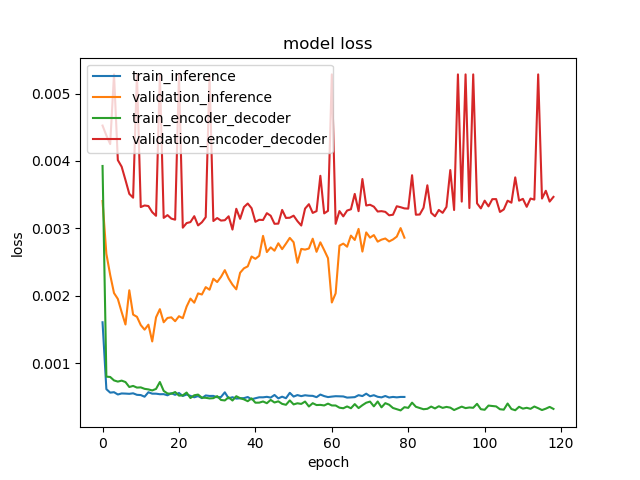 model loss
train_inference
validation_inference
train_encoder_decoder
validation_encoder_decoder
0.005
0.004
0.003
0.002
0.001
loss
0 20 40 60 80 100 120
epoch